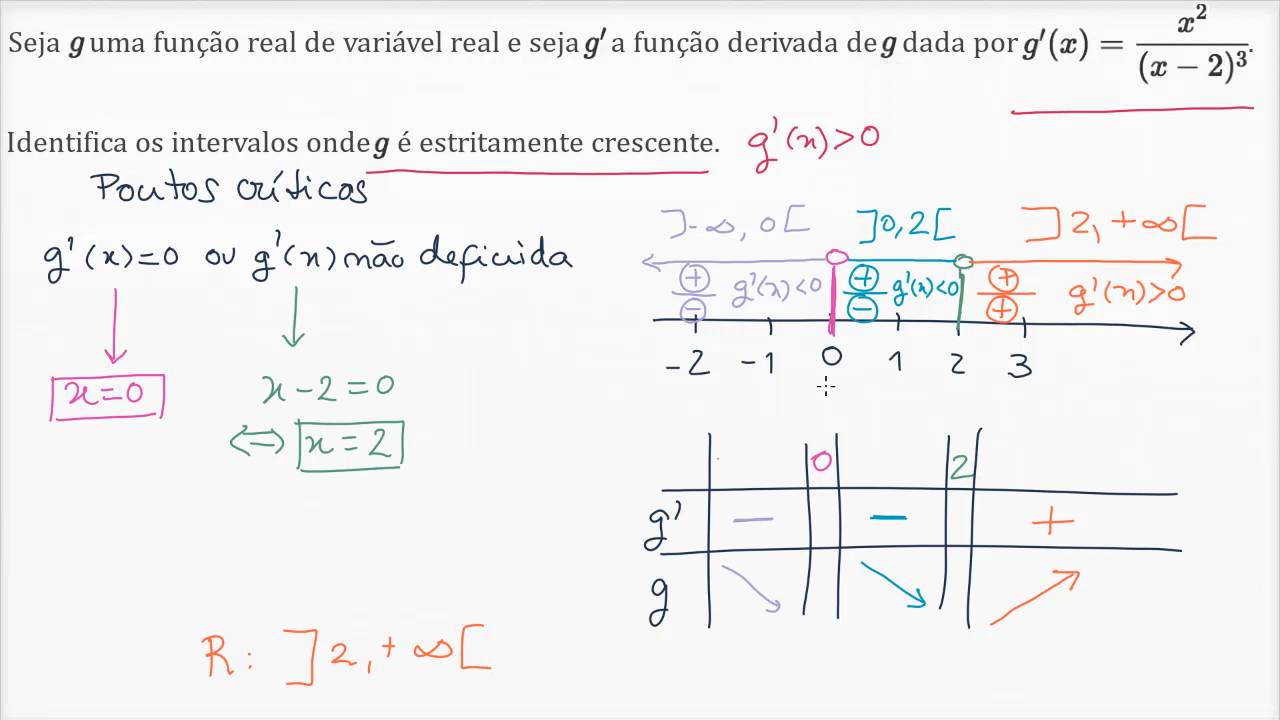 Seja g uma função real de variável real e seja g' a função derivada de g dada por g'(x) = x²/(x − 2)³.
Identifica os intervalos onde g é estritamente crescente. g'(x)>0
Pontos críticos
g'(x)=0 ou g'(x) não definida
x=0
x-2=0
⇔ x=2
]-∞, 0[ ]0,2[ ]2, +∞[
+/- g'(x)<0 +/- g'(x)<0 +/+ g'(x)>0
-2 -1 0 1 2 3
0 2
g' - - +
g
R: ]2, +∞[